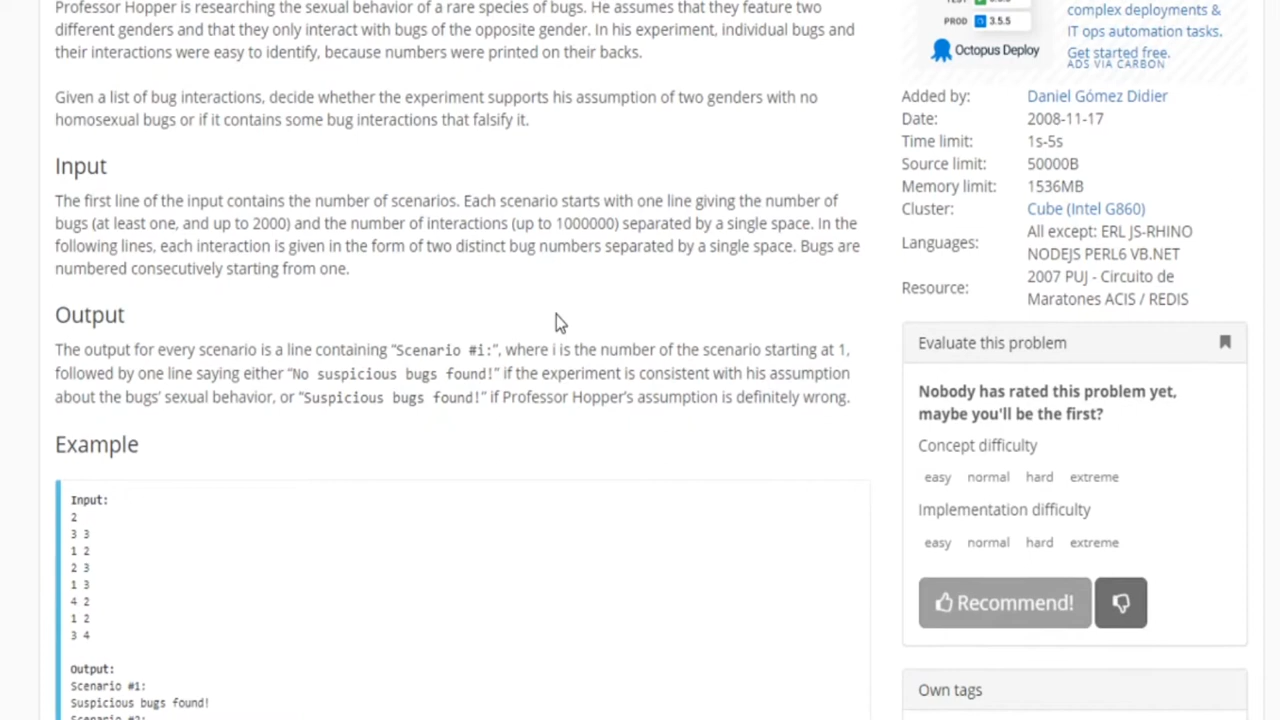 Professor Hopper is researching the sexual behavior of a rare species of bugs. He assumes that they feature two
different genders and that they only interact with bugs of the opposite gender. In his experiment, individual bugs and
their interactions were easy to identify, because numbers were printed on their backs.
Given a list of bug interactions, decide whether the experiment supports his assumption of two genders with no
homosexual bugs or if it contains some bug interactions that falsify it.
Input
The first line of the input contains the number of scenarios. Each scenario starts with one line giving the number of
bugs (at least one, and up to 2000) and the number of interactions (up to 1000000) separated by a single space. In the
following lines, each interaction is given in the form of two distinct bug numbers separated by a single space. Bugs are
numbered consecutively starting from one.
Output
The output for every scenario is a line containing "Scenario #i:", where i is the number of the scenario starting at 1,
followed by one line saying either "No suspicious bugs found!" if the experiment is consistent with his assumption
about the bugs' sexual behavior, or "Suspicious bugs found!" if Professor Hopper's assumption is definitely wrong.
Example
Input:
2
3 3
1 2
2 3
1 3
4 2
1 2
3 4
Output:
Scenario #1:
Suspicious bugs found!
Scenario #2:
3.5.5
PROD 3.5.5
Octopus Deploy
complex deployments &
IT ops automation tasks.
Get started free.
ADS VIA CARBON
Added by: Daniel Gómez Didier
Date: 2008-11-17
Time limit: 1s-5s
Source limit: 50000B
Memory limit: 1536MB
Cluster: Cube (Intel G860)
Languages: All except: ERL JS-RHINO
NODEJS PERL6 VB.NET
Resource: 2007 PUJ - Circuito de
Maratones ACIS / REDIS
Evaluate this problem
Nobody has rated this problem yet,
maybe you'll be the first?
Concept difficulty
easy normal hard extreme
Implementation difficulty
easy normal hard extreme
Recommend!
Own tags